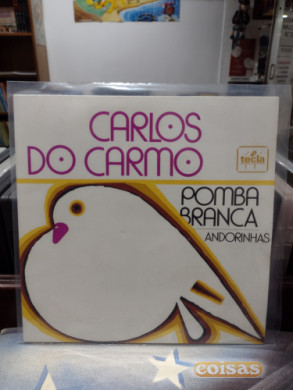 CARLOS
DO CARMO
tecla
POMBA
BRANCA
ANDORINHAS
coisas